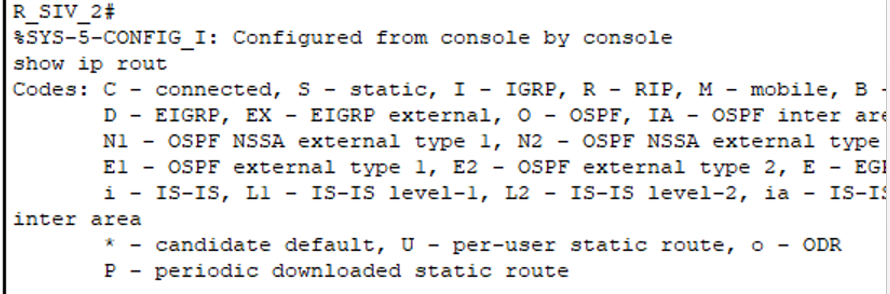 R_SIV_2#
%SYS-5-CONFIG_I: Configured from console by console
show ip rout
Codes: C - connected, S - static, I - IGRP, R - RIP, M - mobile, B -
D - EIGRP, EX - EIGRP external, O - OSPF, IA - OSPF inter are
N1 - OSPF NSSA external type 1, N2 - OSPF NSSA external type
E1 - OSPF external type 1, E2 - OSPF external type 2, E - EG
i - IS-IS, L1 - IS-IS level-1, L2 - IS-IS level-2, ia - IS-IS
inter area
* - candidate default, U - per-user static route, o - ODR
P - periodic downloaded static route